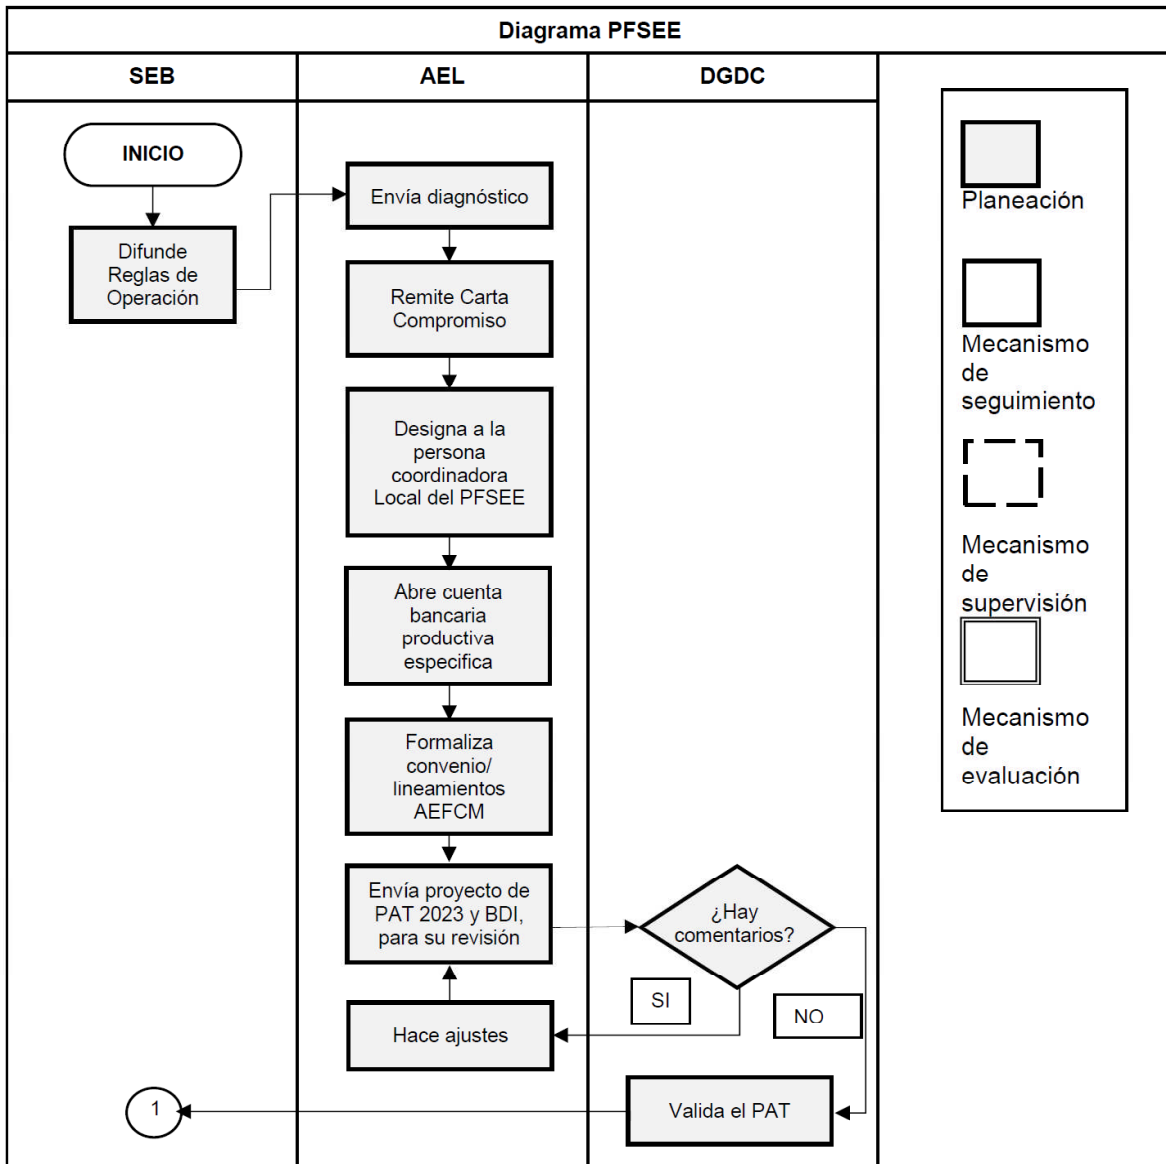 Diagrama PFSEE
SEB
AEL
DGDC
INICIO
Difunde
Reglas de
Operación
Envía diagnóstico
Remite Carta
Compromiso
Designa a la
persona
coordinadora
Local del PFSEE
Abre cuenta
bancaria
productiva
especifica
Formaliza
convenio/
lineamientos
AEFCM
Envía proyecto de
PAT 2023 y BDI,
para su revisión
¿Hay
comentarios?
SI
NO
Hace ajustes
Valida el PAT
1
Planeación
Mecanismo
de
seguimiento
Mecanismo
de
supervisión
Mecanismo
de
evaluación